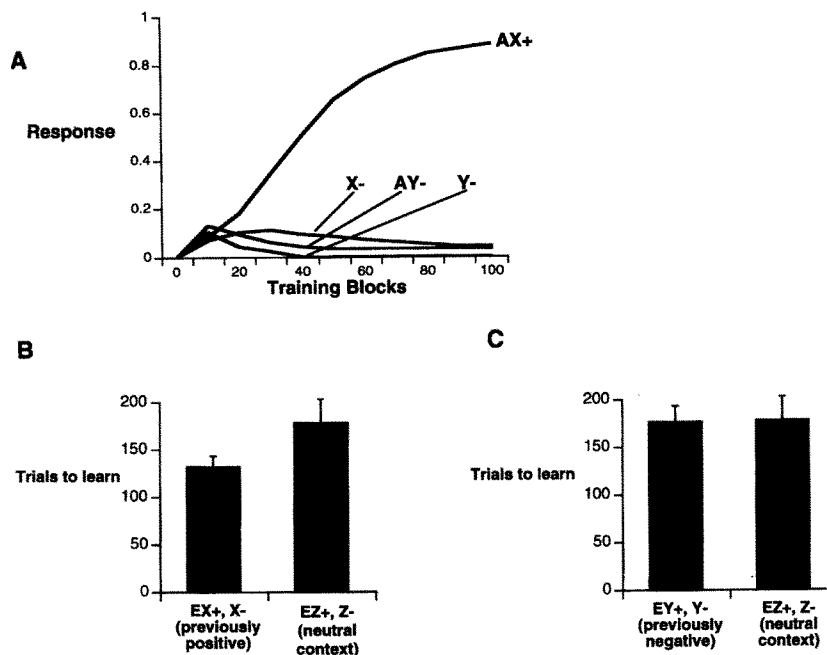 A
Response
1
0.8
0.6
0.4
0.2
0
AX+
X- AY- Y-
0 20 40 60 80 100
Training Blocks
B
Trials to learn
200
150
100
50
0
EX+, X-
(previously
positive)
EZ+, Z-
(neutral
context)
C
Trials to learn
200
150
100
50
0
EY+, Y-
(previously
negative)
EZ+, Z-
(neutral
context)